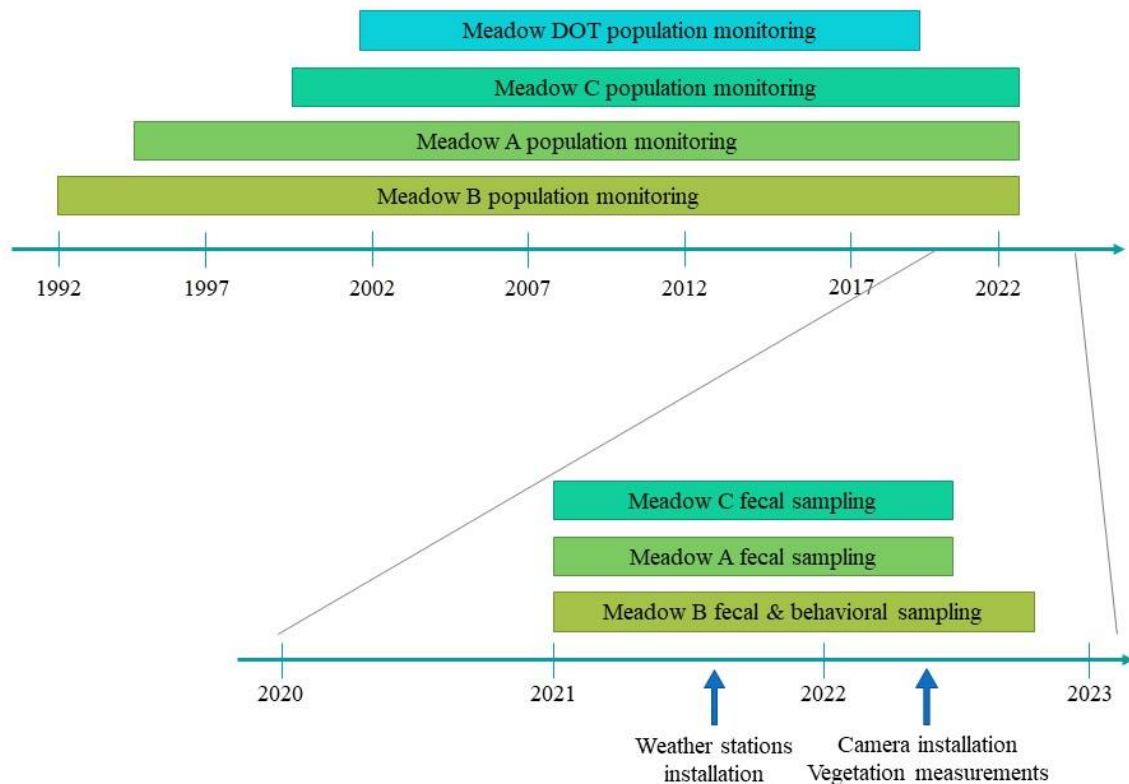 Meadow DOT population monitoring
Meadow C population monitoring
Meadow A population monitoring
Meadow B population monitoring
1992 1997 2002 2007 2012 2017 2022
Meadow C fecal sampling
Meadow A fecal sampling
Meadow B fecal & behavioral sampling
2020 2021 2022 2023
Weather stations
installation
Camera installation
Vegetation measurements